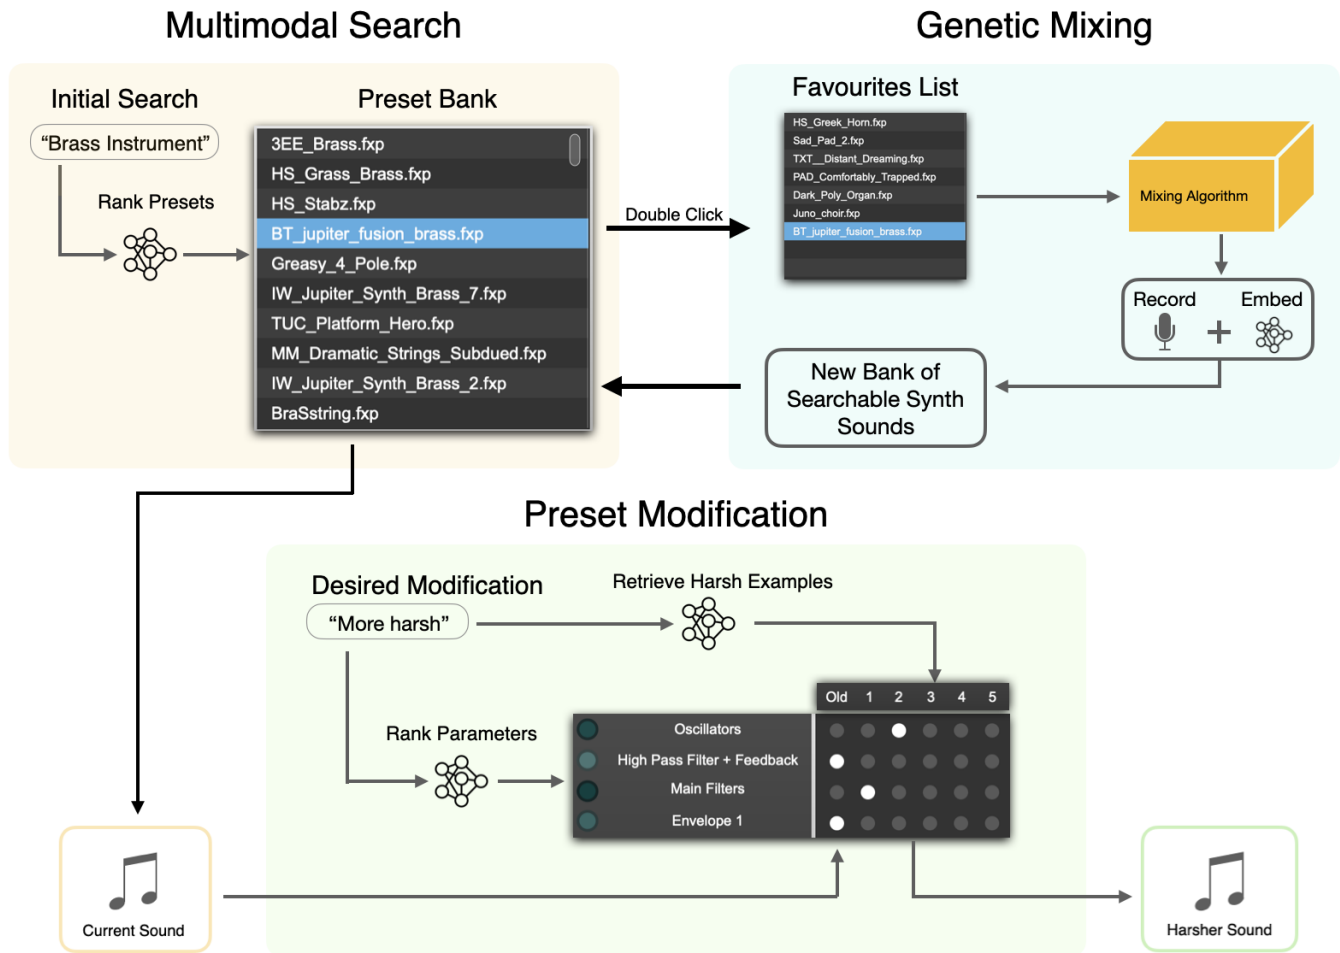 Multimodal Search
Genetic Mixing
Initial Search
“Brass Instrument”
Rank Presets
Preset Bank
3EE_Brass.fxp
HS_Grass_Brass.fxp
HS_Stabz.fxp
BT_jupiter_fusion_brass.fxp
Greasy_4_Pole.fxp
IW_Jupiter_Synth_Brass_7.fxp
TUC_Platform_Hero.fxp
MM_Dramatic_Strings_Subdued.fxp
IW_Jupiter_Synth_Brass_2.fxp
BraSstring.fxp
Double Click
Favourites List
HS_Greek_Horn.fxp
Sad_Pad_2.fxp
TXT__Distant_Dreaming.fxp
PAD_Comfortably_Trapped.fxp
Dark_Poly_Organ.fxp
Juno_choir.fxp
BT_jupiter_fusion_brass.fxp
Mixing Algorithm
Record + Embed
New Bank of
Searchable Synth
Sounds
Preset Modification
Desired Modification
“More harsh”
Retrieve Harsh Examples
Rank Parameters
Old 1 2 3 4 5
Oscillators
High Pass Filter + Feedback
Main Filters
Envelope 1
Current Sound
Harsher Sound